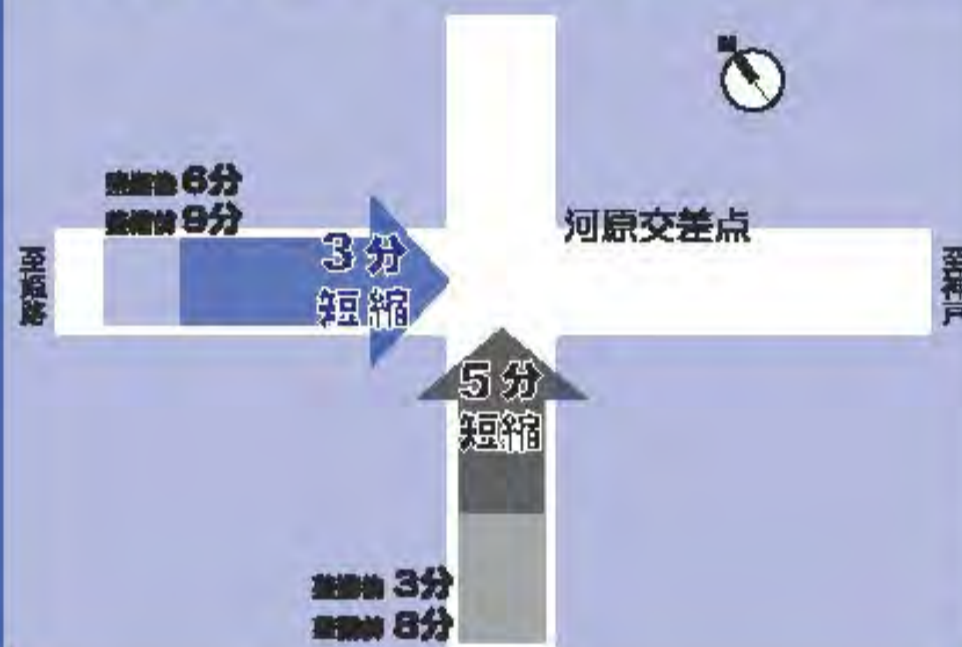 整備後 6分
整備前 9分
3分
短縮
河原交差点
至姫路
至神戸
5分
短縮
整備後 3分
整備前 8分